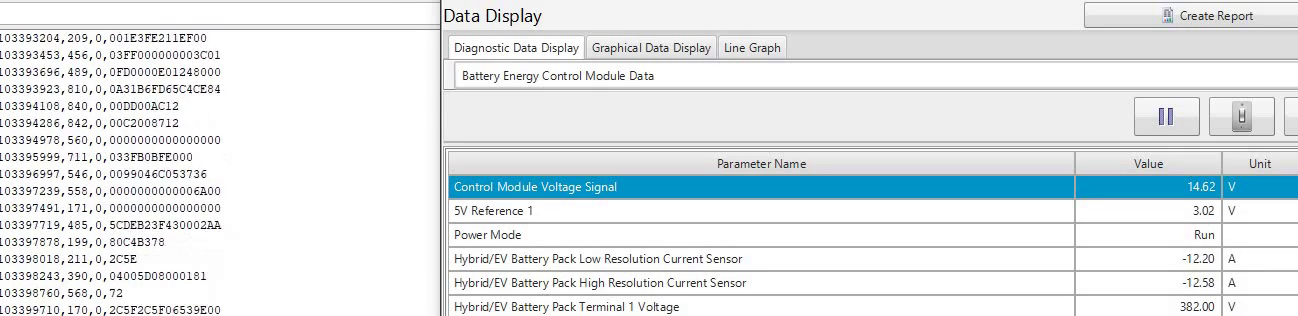 103393204,209,0,001E3FE211EF00
103393453,456,0,03FF000000003C01
103393696,489,0,0FD0000E01248000
103393923,810,0,0A31B6FD65C4CE84
103394108,840,0,00DD00AC12
103394286,842,0,00C2008712
103394978,560,0,0000000000000000
103395999,711,0,033FB0BFE000
103396997,546,0,0099046C053736
103397239,558,0,0000000000006A00
103397491,171,0,0000000000000000
103397719,485,0,5CDEB23F430002AA
103397878,199,0,80C4B378
103398018,211,0,2C5E
103398243,390,0,04005D08000181
103398760,568,0,72
103399710,170,0,2C5F2C5F06539E00
Data Display
Create Report
Diagnostic Data Display
Graphical Data Display
Line Graph
Battery Energy Control Module Data
Parameter Name Value Unit
Control Module Voltage Signal 14.62 V
5V Reference 1 3.02 V
Power Mode Run
Hybrid/EV Battery Pack Low Resolution Current Sensor -12.20 A
Hybrid/EV Battery Pack High Resolution Current Sensor -12.58 A
Hybrid/EV Battery Pack Terminal 1 Voltage 382.00 V